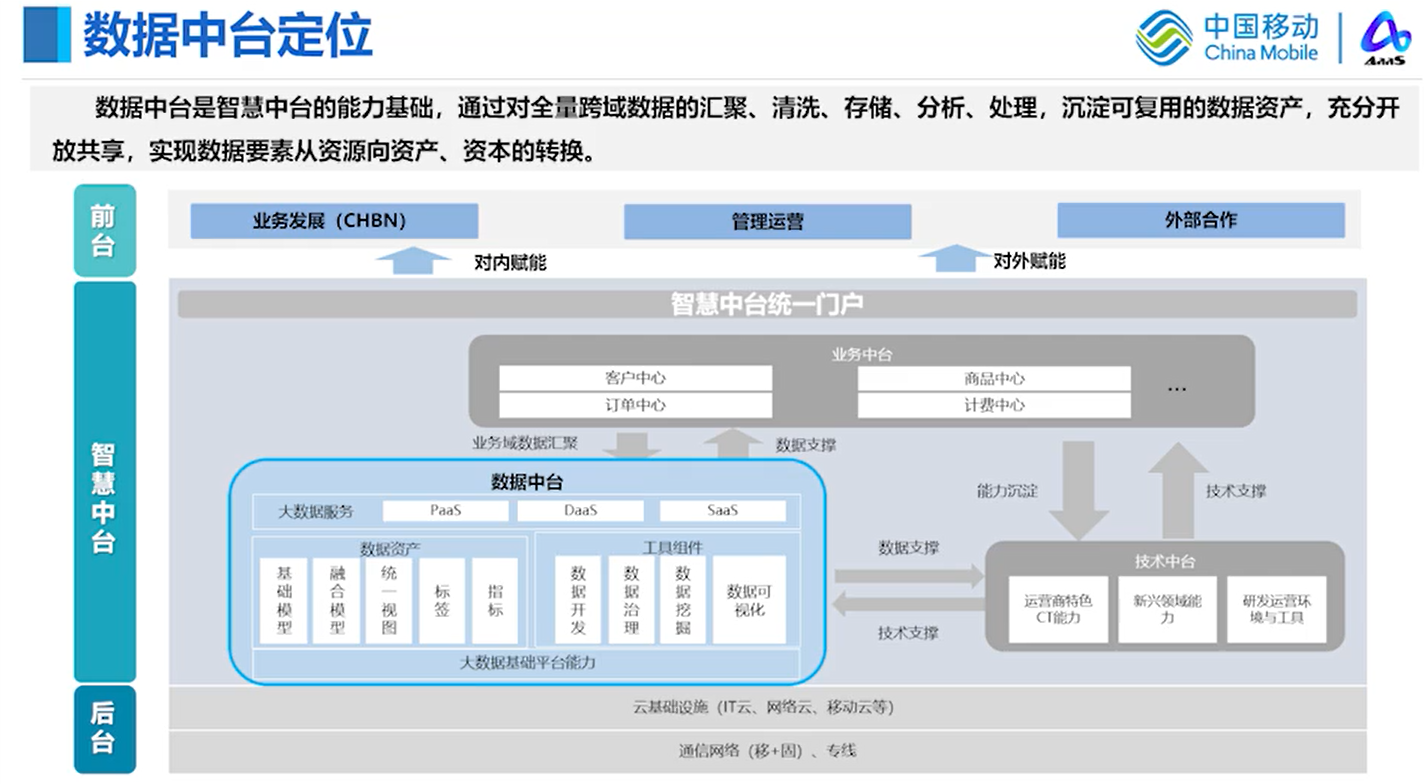 数据中台定位
中国移动
China Mobile
AaaS
数据中台是智慧中台的能力基础，通过对全量跨域数据的汇聚、清洗、存储、分析、处理，沉淀可复用的数据资产，充分开
放共享，实现数据要素从资源向资产、资本的转换。
前台
业务发展（CHBN）
管理运营
外部合作
对内赋能
对外赋能
智慧中台
智慧中台统一门户
业务中台
客户中心
商品中心
...
订单中心
计费中心
业务域数据汇聚
数据支撑
能力沉淀
技术支撑
数据中台
大数据服务
PaaS
DaaS
SaaS
数据资产
基础模型
融合模型
统一视图
标签
指标
工具组件
数据开发
数据治理
数据挖掘
数据可
视化
大数据基础平台能力
数据支撑
技术支撑
技术中台
运营商特色
CT能力
新兴领域能
力
研发运营环
境与工具
后台
云基础设施（IT云、网络云、移动云等）
通信网络（移+固）、专线